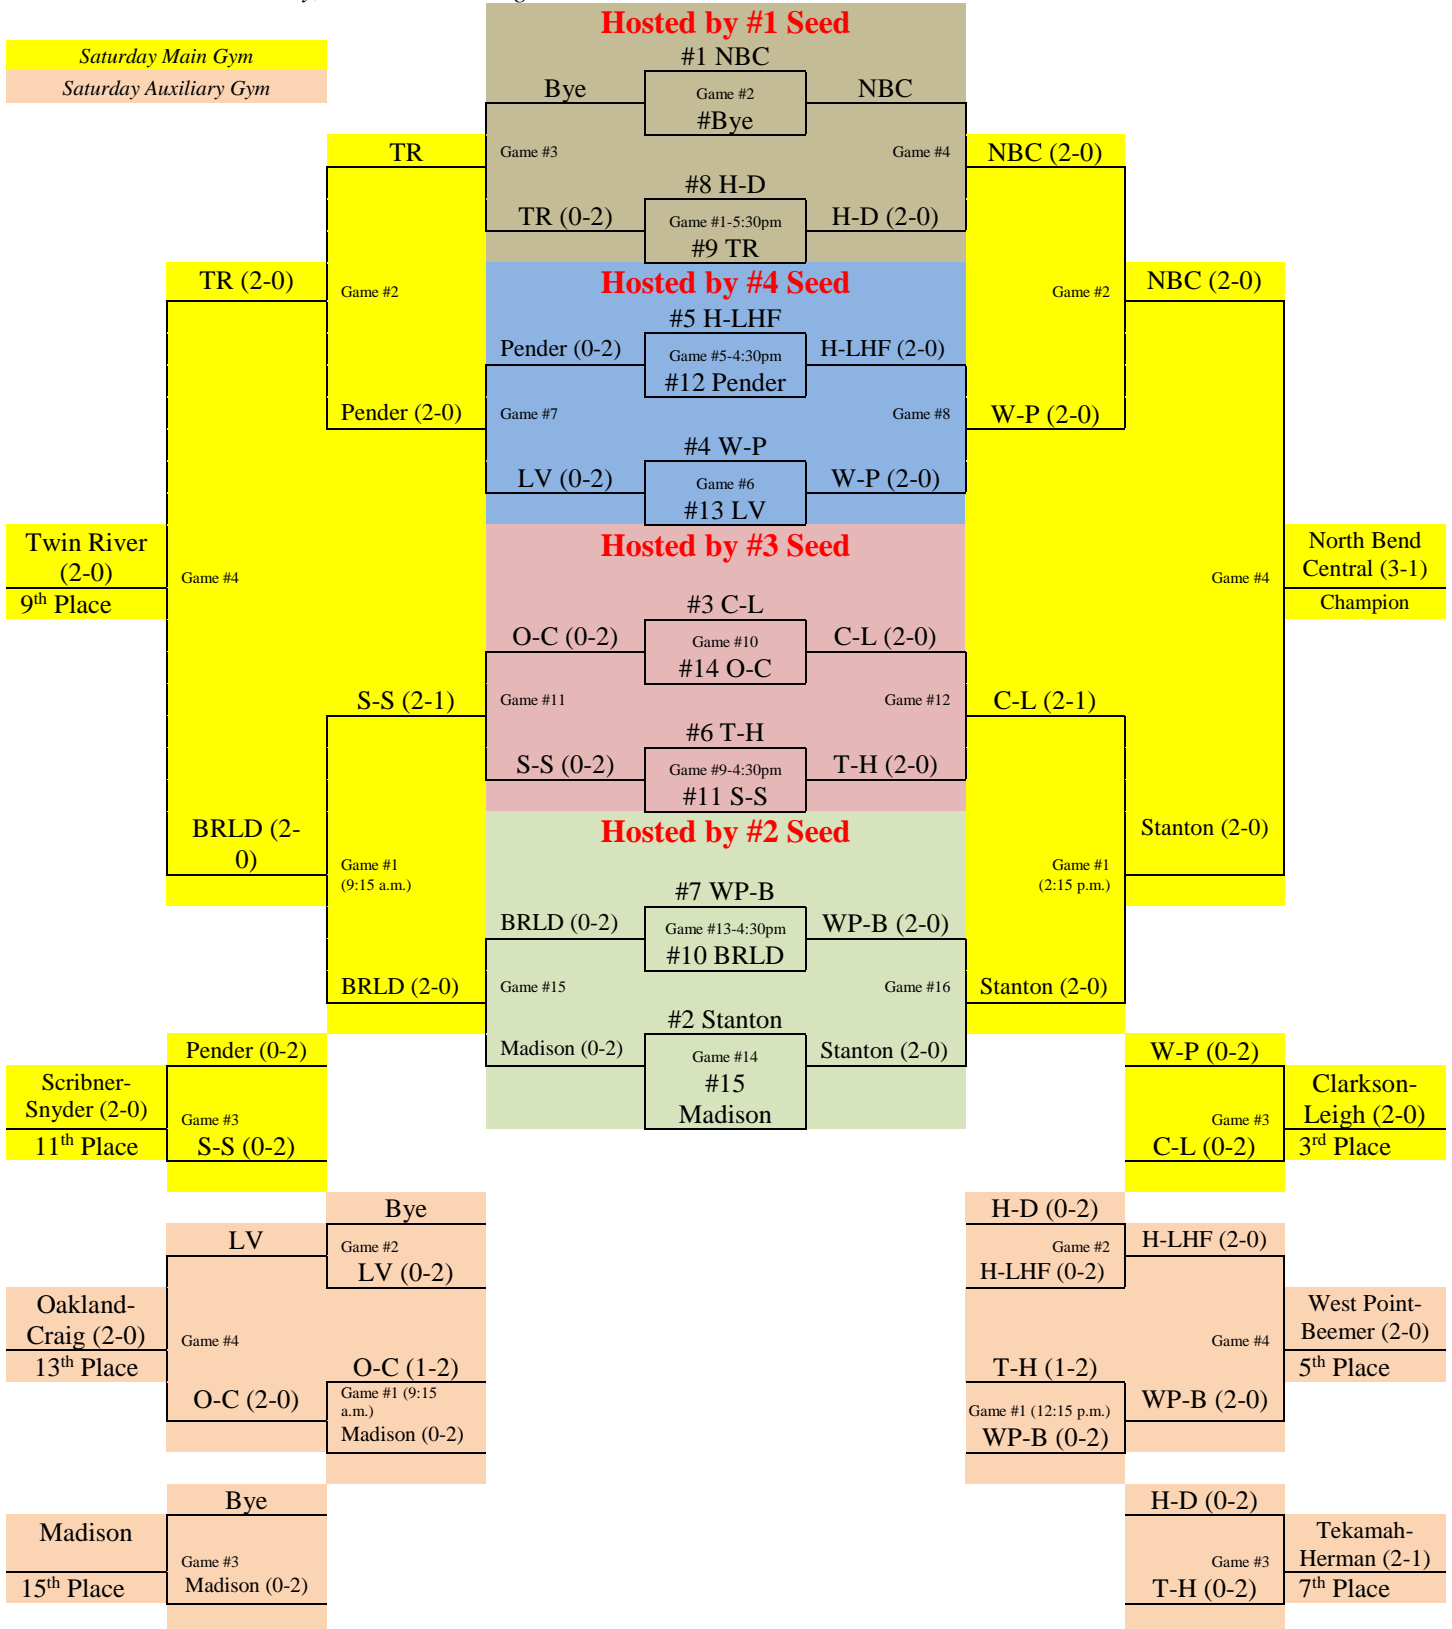 Hosted by #1 Seed
Saturday Main Gym
#1 NBC
Saturday Auxiliary Gym
Bye
Game #2
NBC
#Bye
TR
Game #3
Game #4
NBC (2-0)
#8 H-D
TR (0-2)
Game #1-5:30pm
H-D (2-0)
#9 TR
TR (2-0)
Game #2
Hosted by #4 Seed
Game #2
NBC (2-0)
#5 H-LHF
Pender (0-2)
Game #5-4:30pm
H-LHF (2-0)
#12 Pender
Pender (2-0)
Game #7
Game #8
W-P (2-0)
#4 W-P
LV (0-2)
Game #6
W-P (2-0)
#13 LV
Twin River
(2-0)
9th Place
Game #4
Hosted by #3 Seed
Game #4
North Bend
Central (3-1)
Champion
#3 C-L
O-C (0-2)
Game #10
C-L (2-0)
#14 O-C
S-S (2-1)
Game #11
Game #12
C-L (2-1)
#6 T-H
S-S (0-2)
Game #9-4:30pm
T-H (2-0)
#11 S-S
BRLD (2-
0)
Game #1
(9:15 a.m.)
Hosted by #2 Seed
Game #1
(2:15 p.m.)
Stanton (2-0)
#7 WP-B
BRLD (0-2)
Game #13-4:30pm
WP-B (2-0)
#10 BRLD
BRLD (2-0)
Game #15
Game #16
Stanton (2-0)
#2 Stanton
Madison (0-2)
Game #14
Stanton (2-0)
#15
Madison
Pender (0-2)
Scribner-
Snyder (2-0)
Game #3
11th Place
S-S (0-2)
W-P (0-2)
Clarkson-
Leigh (2-0)
Game #3
C-L (0-2)
3rd Place
Bye
LV
Game #2
LV (0-2)
Oakland-
Craig (2-0)
Game #4
13th Place
O-C (1-2)
O-C (2-0)
Game #1 (9:15
a.m.)
Madison (0-2)
H-D (0-2)
Game #2
H-LHF (2-0)
H-LHF (0-2)
West Point-
Beemer (2-0)
Game #4
5th Place
T-H (1-2)
Game #1 (12:15 p.m.)
WP-B (2-0)
WP-B (0-2)
Bye
Madison
Game #3
15th Place
Madison (0-2)
H-D (0-2)
Tekamah-
Herman (2-1)
Game #3
T-H (0-2)
7th Place